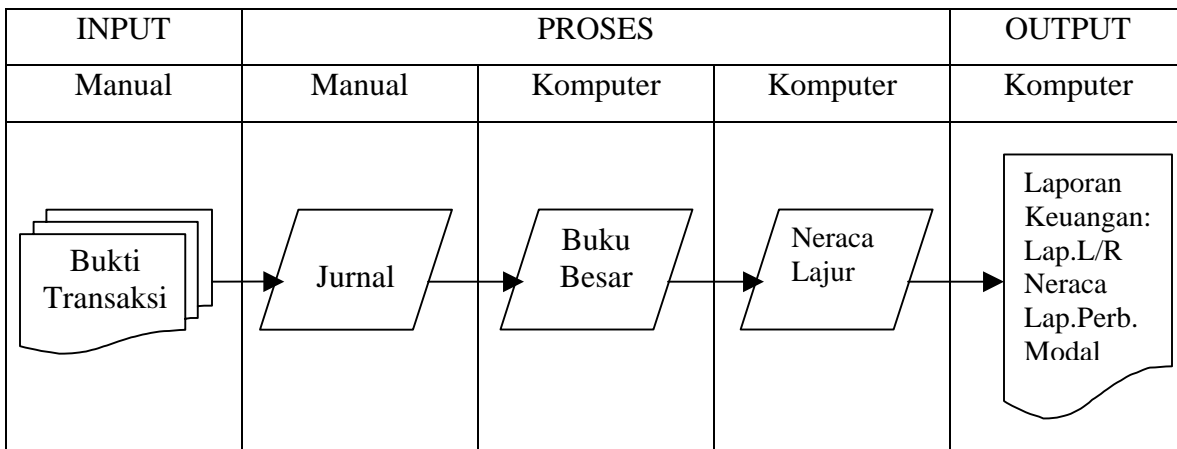 INPUT
PROSES
OUTPUT
Manual
Manual
Komputer
Komputer
Komputer
Bukti
Transaksi
Jurnal
Buku
Besar
Neraca
Lajur
Laporan
Keuangan:
Lap.L/R
Neraca
Lap.Perb.
Modal